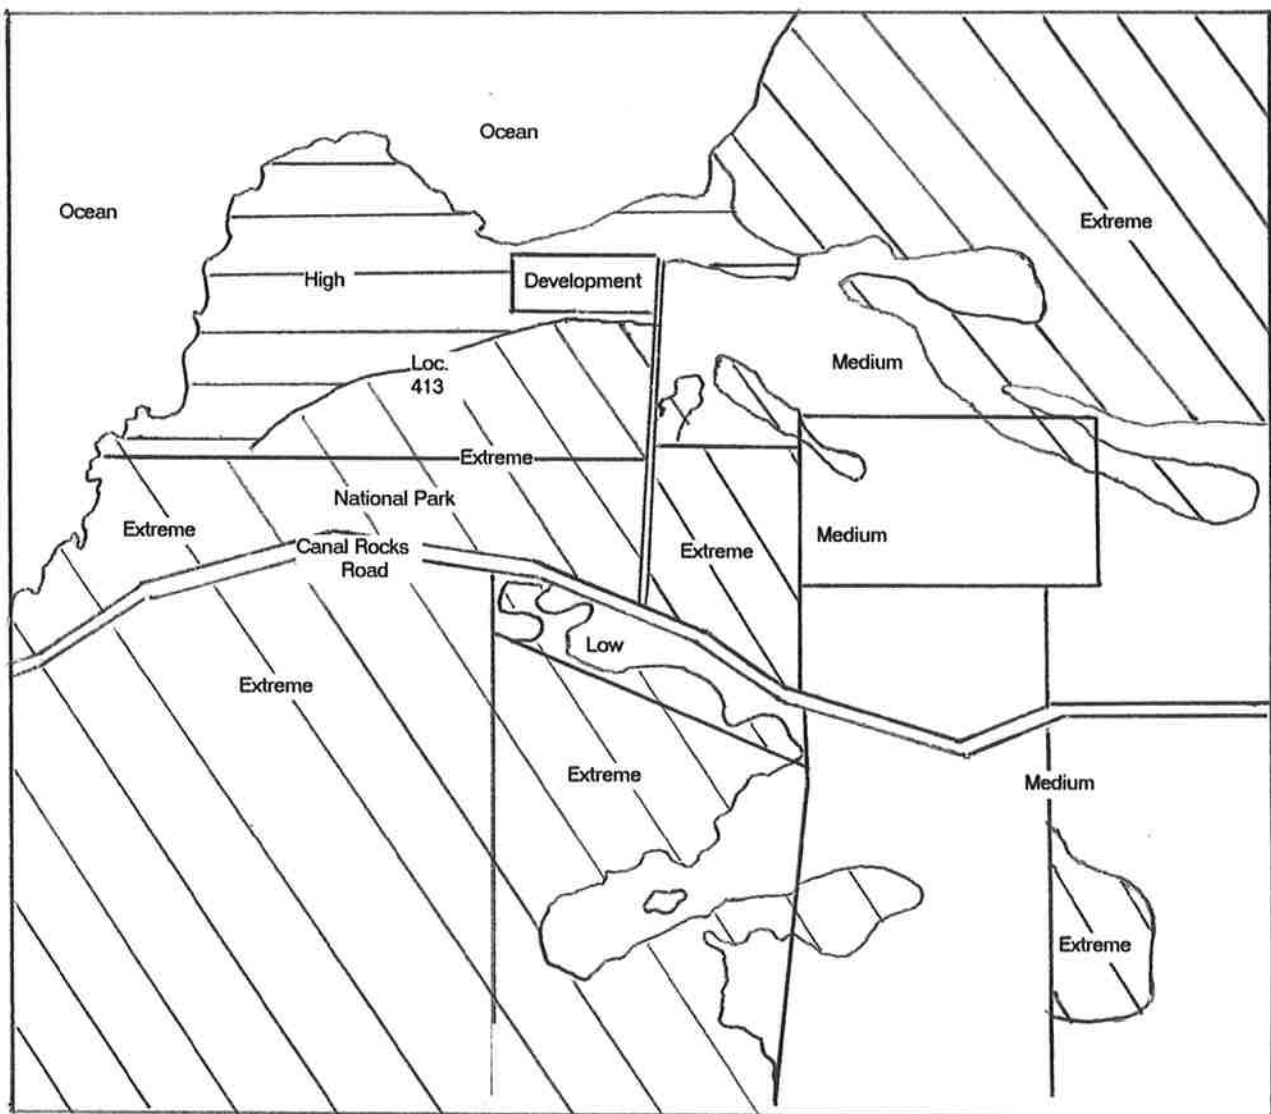 Ocean
Ocean
Extreme
High
Development
Loc.
413
Medium
Extreme
National Park
Extreme
Canal Rocks
Road
Extreme
Medium
Low
Extreme
Extreme
Medium
Extreme